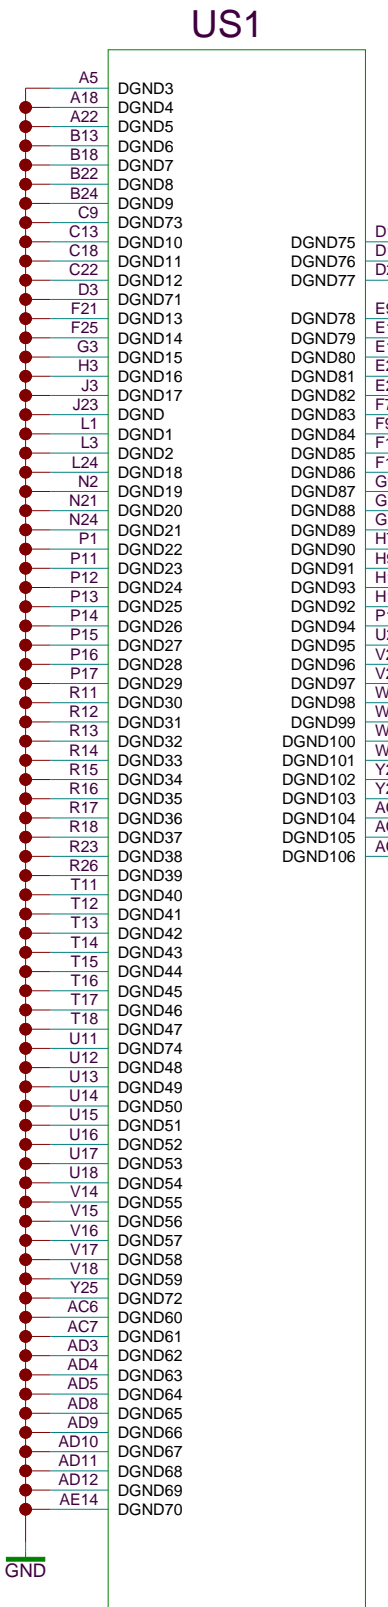 US1
A5 DGND3
A18 DGND4
A22 DGND5
B13 DGND6
B18 DGND7
B22 DGND8
B24 DGND9
C9 DGND73
C13 DGND10
C18 DGND11
C22 DGND12
D3 DGND71
F21 DGND13
F25 DGND14
G3 DGND15
H3 DGND16
J3 DGND17
J23 DGND
L1 DGND1
L3 DGND2
L24 DGND18
N2 DGND19
N21 DGND20
N24 DGND21
P1 DGND22
P11 DGND23
P12 DGND24
P13 DGND25
P14 DGND26
P15 DGND27
P16 DGND28
P17 DGND29
R11 DGND30
R12 DGND31
R13 DGND32
R14 DGND33
R15 DGND34
R16 DGND35
R17 DGND36
R18 DGND37
R23 DGND38
R26 DGND39
T11 DGND40
T12 DGND41
T13 DGND42
T14 DGND43
T15 DGND44
T16 DGND45
T17 DGND46
T18 DGND47
U11 DGND74
U12 DGND48
U13 DGND49
U14 DGND50
U15 DGND51
U16 DGND52
U17 DGND53
U18 DGND54
V14 DGND55
V15 DGND56
V16 DGND57
V17 DGND58
V18 DGND59
Y25 DGND72
AC6 DGND60
AC7 DGND61
AD3 DGND62
AD4 DGND63
AD5 DGND64
AD8 DGND65
AD9 DGND66
AD10 DGND67
AD11 DGND68
AD12 DGND69
AE14 DGND70
GND
DGND75
DGND76
DGND77
DGND78
DGND79
DGND80
DGND81
DGND82
DGND83
DGND84
DGND85
DGND86
DGND87
DGND88
DGND89
DGND90
DGND91
DGND93
DGND92
DGND94
DGND95
DGND96
DGND97
DGND98
DGND99
DGND100
DGND101
DGND102
DGND103
DGND104
DGND105
DGND106